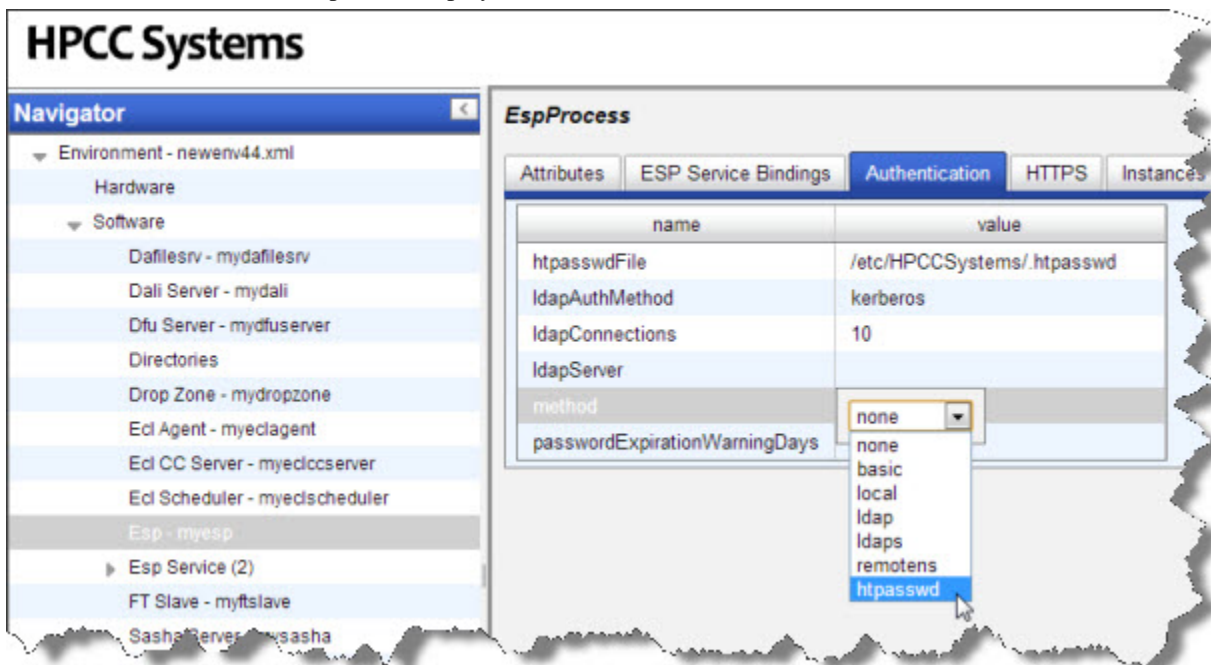 HPCC Systems
Navigator
Environment - newenv44.xml
Hardware
Software
Dafilesrv - mydafilesrv
Dali Server - mydali
Dfu Server - mydfuserver
Directories
Drop Zone - mydropzone
Ecl Agent - myeclagent
Ecl CC Server - myeclccserver
Ecl Scheduler - myeclscheduler
Esp - myesp
Esp Service (2)
FT Slave - myftslave
Sasha Server - mysasha
EspProcess
Attributes ESP Service Bindings Authentication HTTPS Instances
name value
htpasswdFile /etc/HPCCSystems/.htpasswd
ldapAuthMethod kerberos
ldapConnections 10
ldapServer
method none
passwordExpirationWarningDays
none
basic
local
ldap
ldaps
remotens
htpasswd